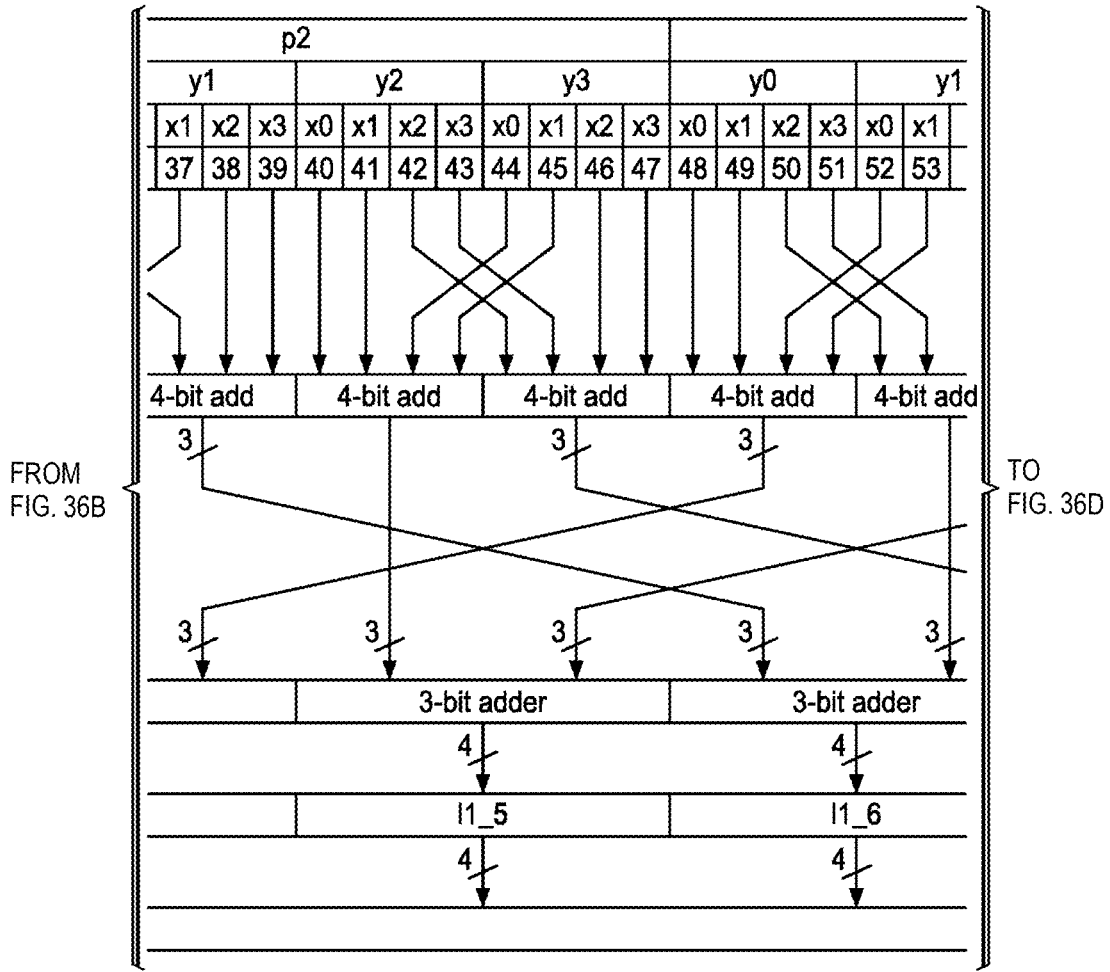 p2
y1 y2 y3 y0 y1
x1 x2 x3 x0 x1 x2 x3 x0 x1 x2 x3 x0 x1 x2 x3 x0 x1
37 38 39 40 41 42 43 44 45 46 47 48 49 50 51 52 53
4-bit add 4-bit add 4-bit add 4-bit add 4-bit add
3 3 3
FROM
FIG. 36B
TO
FIG. 36D
3 3 3 3 3
3-bit adder 3-bit adder
4 4
l1_5 l1_6
4 4